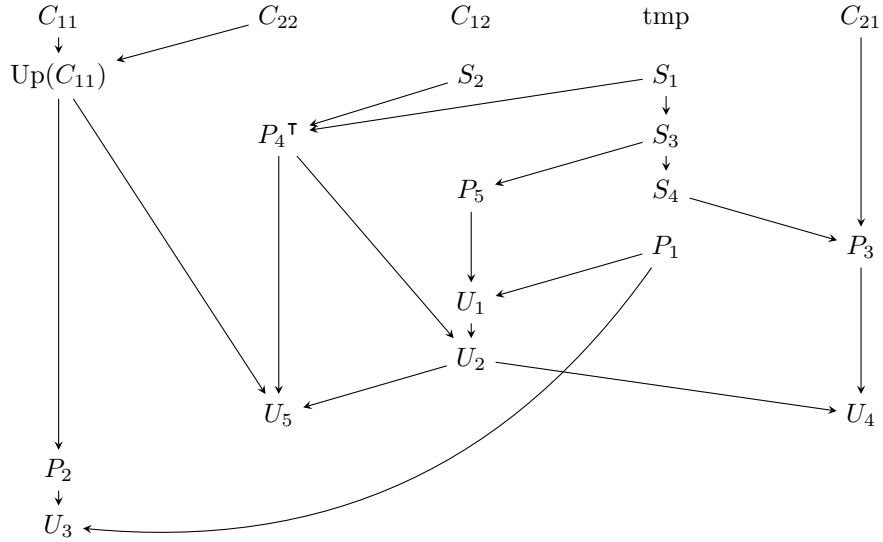 C₁₁ C₂₂ C₁₂ tmp C₂₁
Up(C₁₁) S₂ S₁
P₄ᵀ S₃
P₅ S₄
P₁ P₃
U₁
U₂
U₅ U₄
P₂
U₃